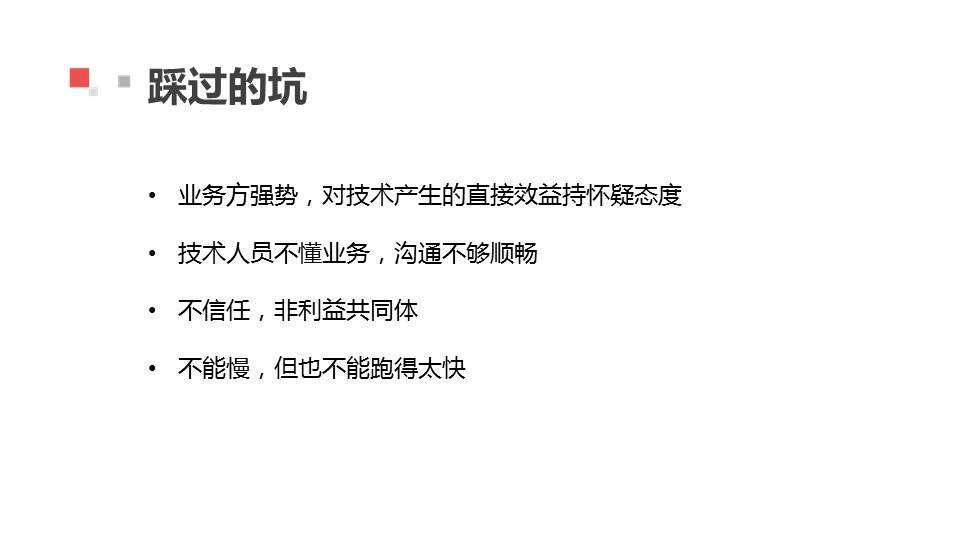 踩过的坑
• 业务方强势，对技术产生的直接效益持怀疑态度
• 技术人员不懂业务，沟通不够顺畅
• 不信任，非利益共同体
• 不能慢，但也不能跑得太快